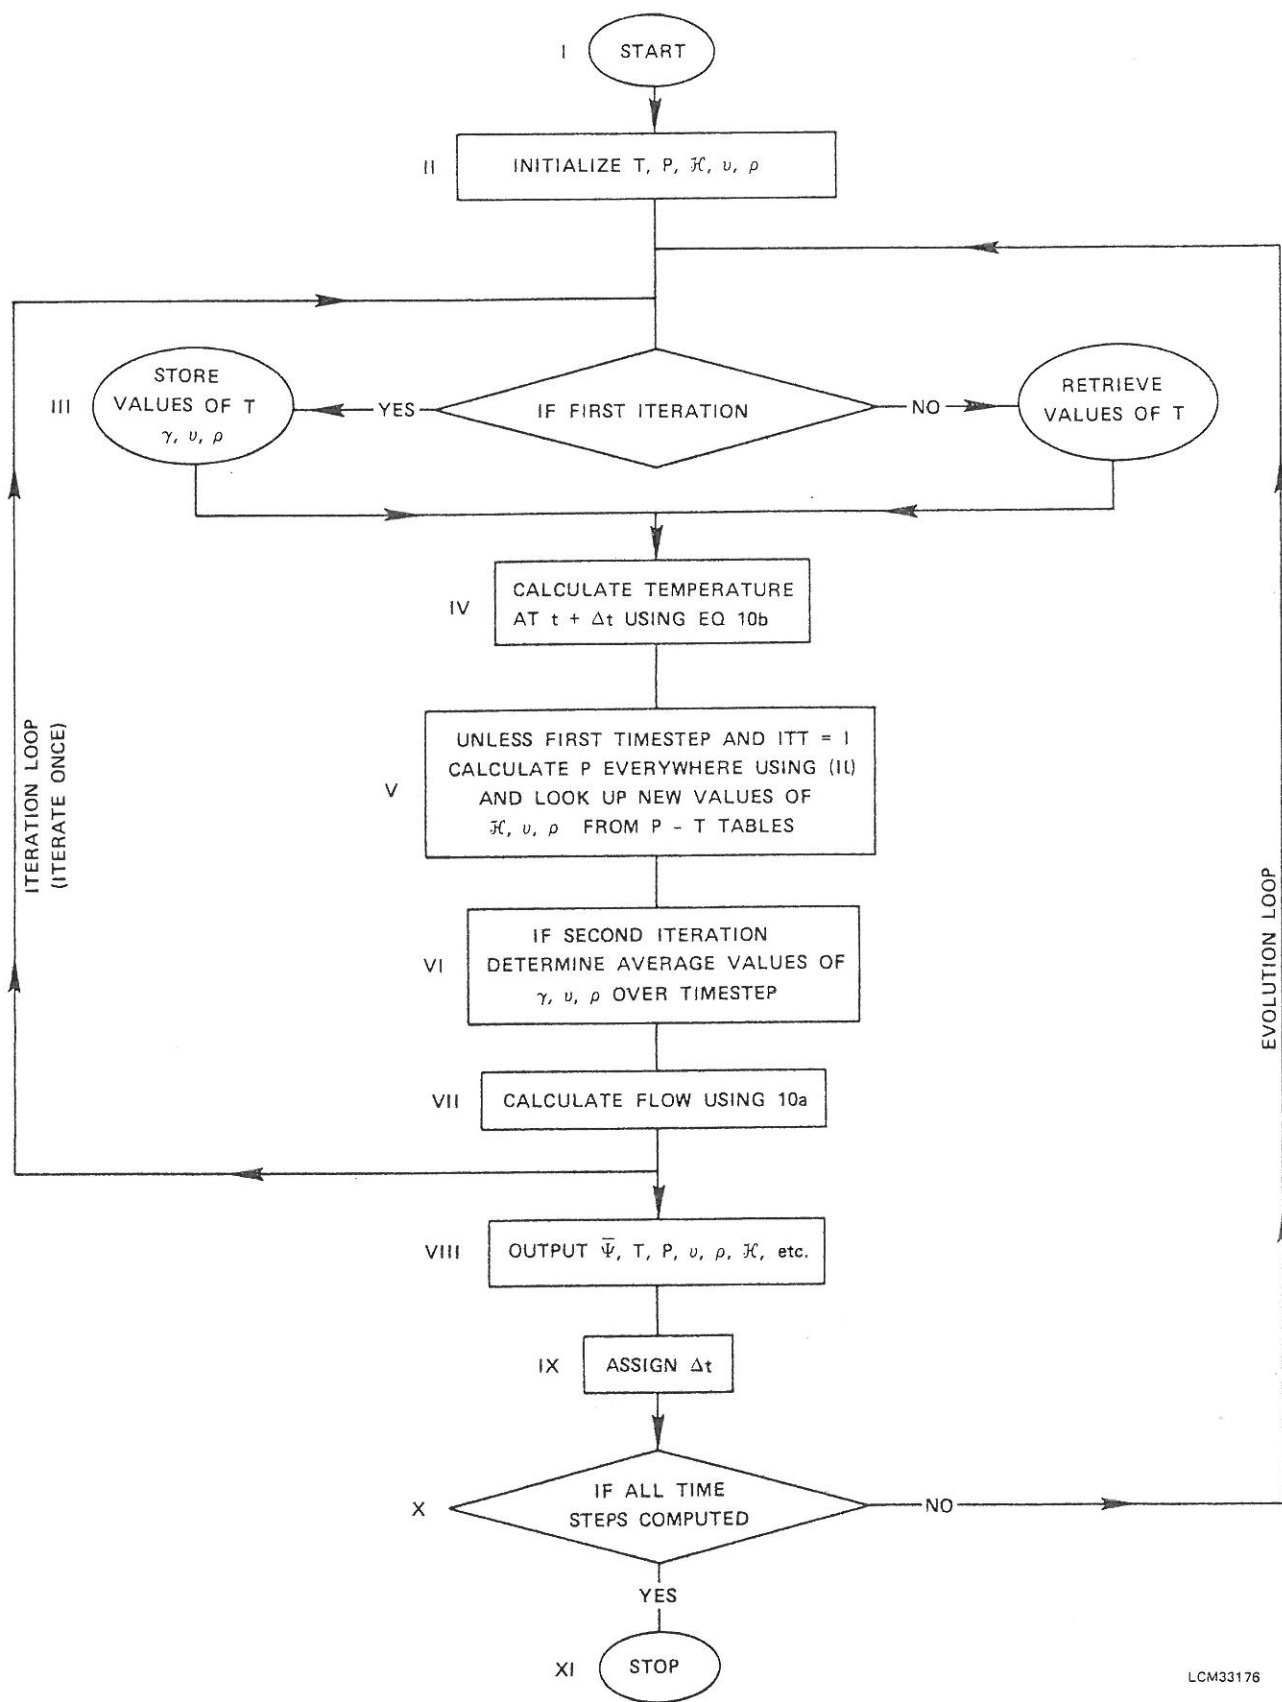 I
START
II
INITIALIZE T, P, ℋ, υ, ρ
III
STORE
VALUES OF T
γ, υ, ρ
YES
IF FIRST ITERATION
NO
RETRIEVE
VALUES OF T
IV
CALCULATE TEMPERATURE
AT t + Δt USING EQ 10b
V
UNLESS FIRST TIMESTEP AND ITT = I
CALCULATE P EVERYWHERE USING (II)
AND LOOK UP NEW VALUES OF
ℋ, υ, ρ FROM P - T TABLES
VI
IF SECOND ITERATION
DETERMINE AVERAGE VALUES OF
γ, υ, ρ OVER TIMESTEP
VII
CALCULATE FLOW USING 10a
VIII
OUTPUT Ψ̅, T, P, υ, ρ, ℋ, etc.
IX
ASSIGN Δt
X
IF ALL TIME
STEPS COMPUTED
NO
YES
XI
STOP
ITERATION LOOP
(ITERATE ONCE)
EVOLUTION LOOP
LCM33176